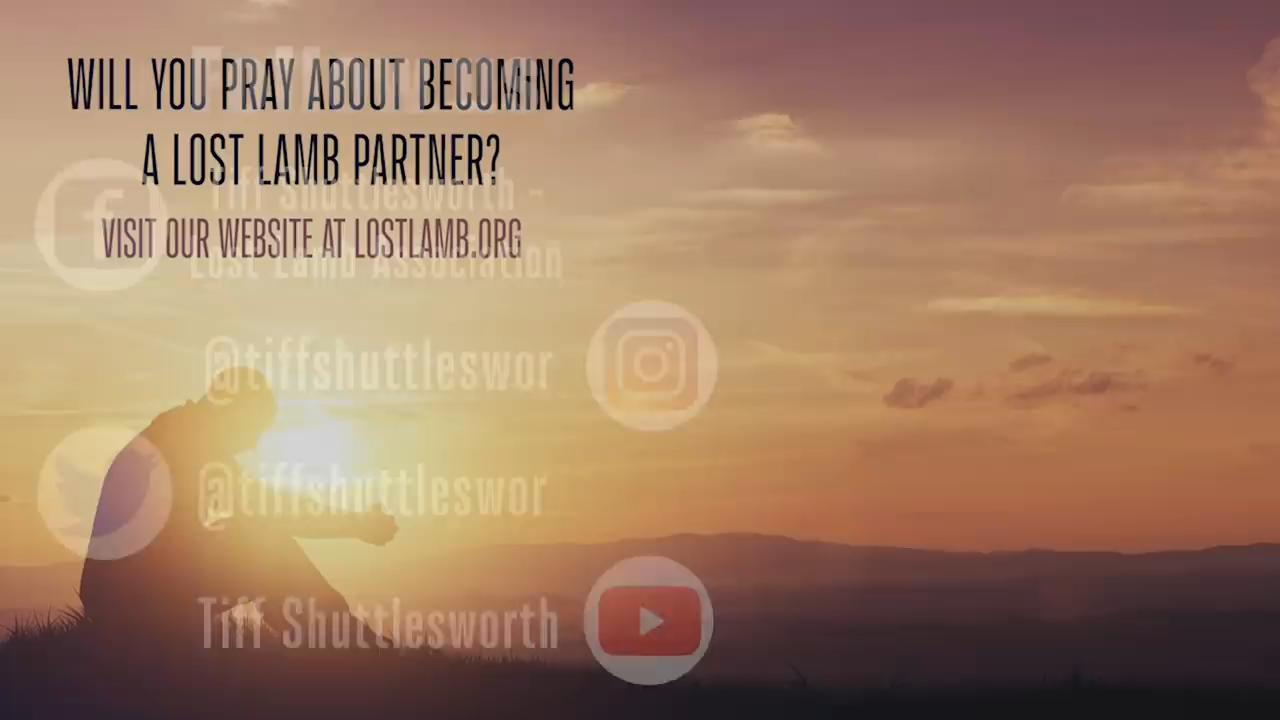 WILL YOU PRAY ABOUT BECOMING
A LOST LAMB PARTNER?
Tiff Shuttlesworth -
VISIT OUR WEBSITE AT LOSTLAMB.ORG
Lost Lamb Association
@tiffshuttleswor
@tiffshuttleswor
Tiff Shuttlesworth